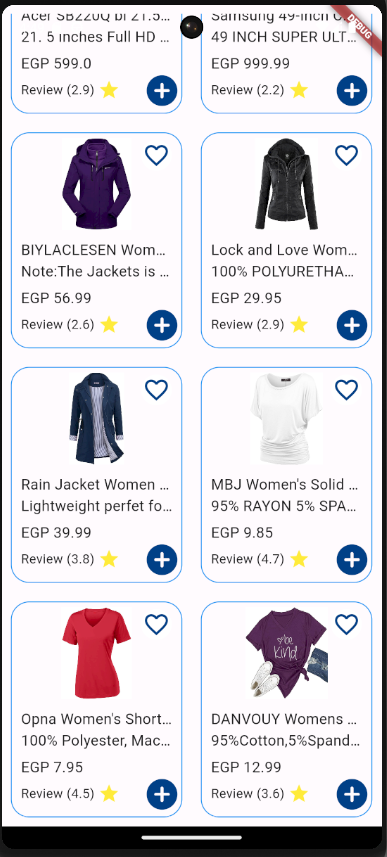 DEBUG
Acer SB220Q bi 21.5...
21. 5 inches Full HD ...
EGP 599.0
Review (2.9)
Samsung 49-Inch C...
49 INCH SUPER ULT...
EGP 999.99
Review (2.2)
BIYLACLESEN Wom...
Note:The Jackets is ...
EGP 56.99
Review (2.6)
Lock and Love Wom...
100% POLYURETHA...
EGP 29.95
Review (2.9)
Rain Jacket Women ...
Lightweight perfet fo...
EGP 39.99
Review (3.8)
MBJ Women's Solid ...
95% RAYON 5% SPA...
EGP 9.85
Review (4.7)
Opna Women's Short...
100% Polyester, Mac...
EGP 7.95
Review (4.5)
be
kind
DANVOUY Womens ...
95%Cotton,5%Spand...
EGP 12.99
Review (3.6)